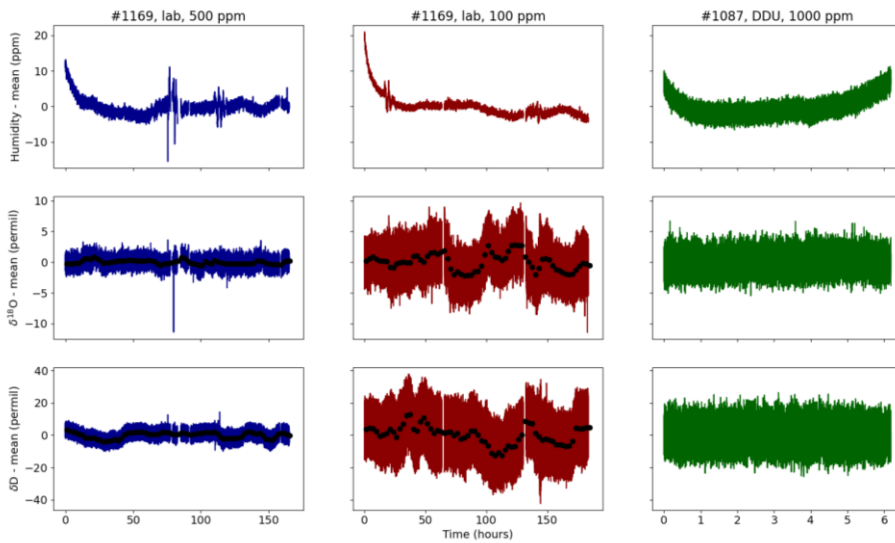 #1169, lab, 500 ppm
#1169, lab, 100 ppm
#1087, DDU, 1000 ppm
Humidity - mean (ppm)
20
10
0
−10
δ¹⁸O - mean (permil)
10
5
0
−5
−10
δD - mean (permil)
40
20
0
−20
−40
0 50 100 150
0 50 100 150
0 1 2 3 4 5 6
Time (hours)